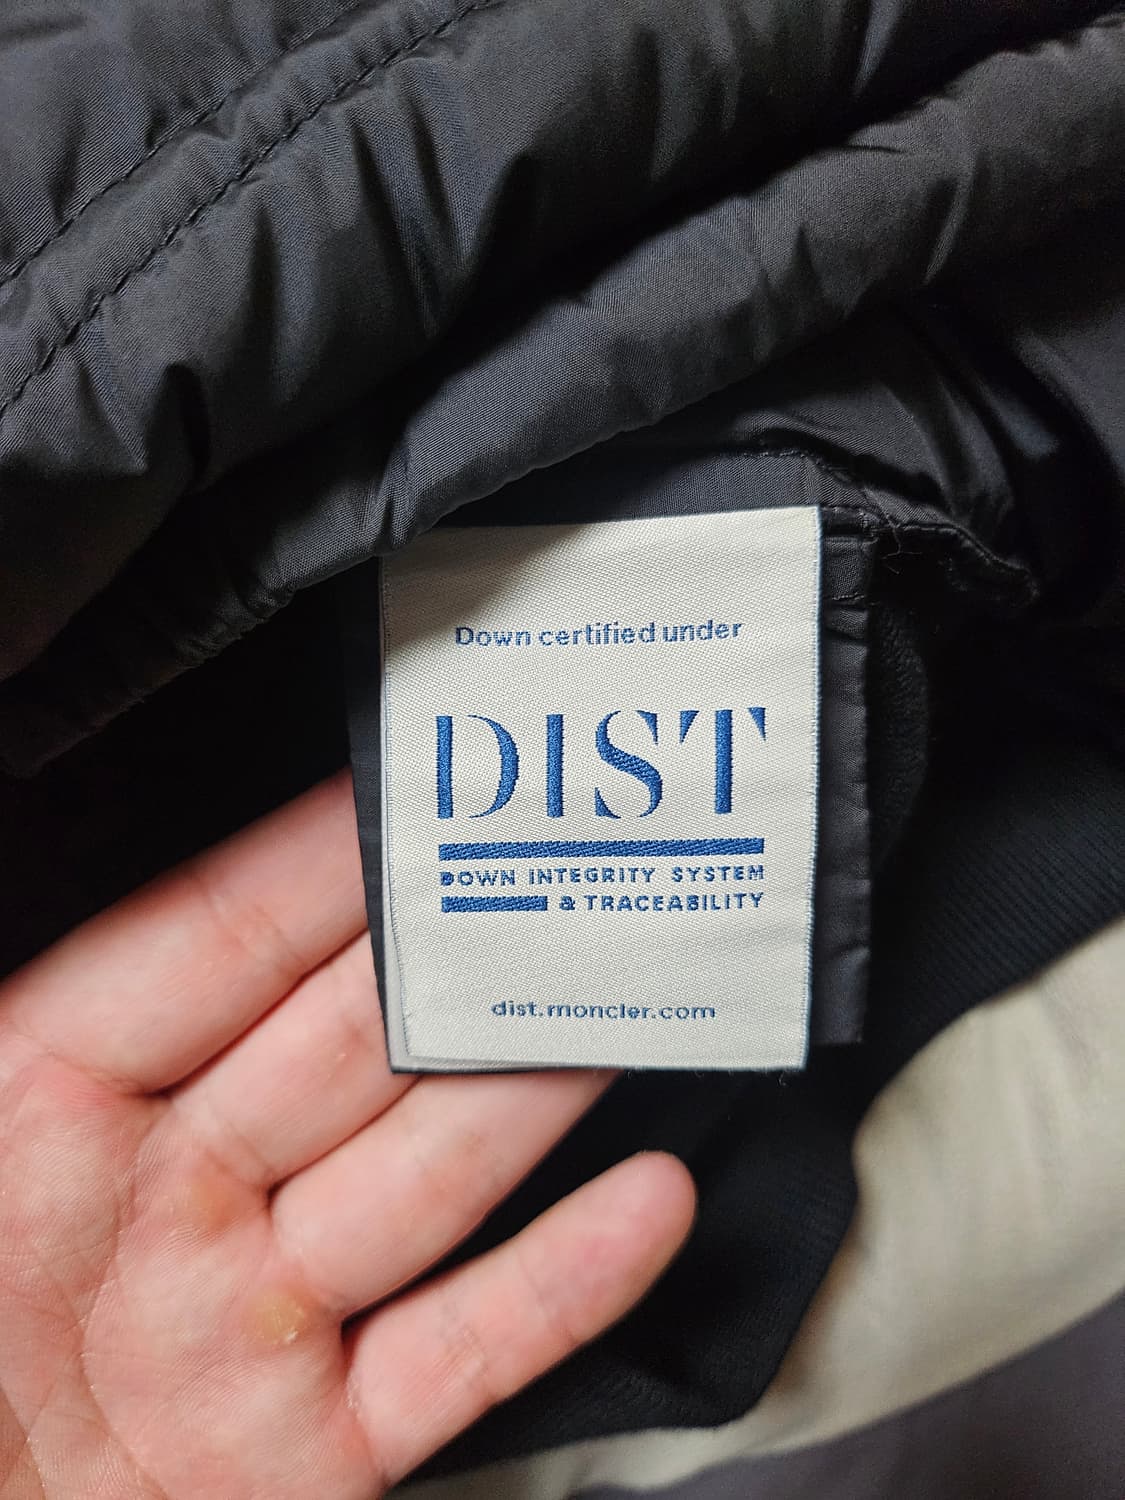 Down certified under
DIST
DOWN INTEGRITY SYSTEM
& TRACEABILITY
dist.moncler.com